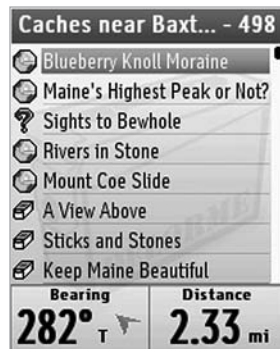 Caches near Baxt... - 498
Blueberry Knoll Moraine
Maine's Highest Peak or Not?
Sights to Bewhole
Rivers in Stone
Mount Coe Slide
A View Above
Sticks and Stones
Keep Maine Beautiful
Bearing Distance
282° T 2.33 mi